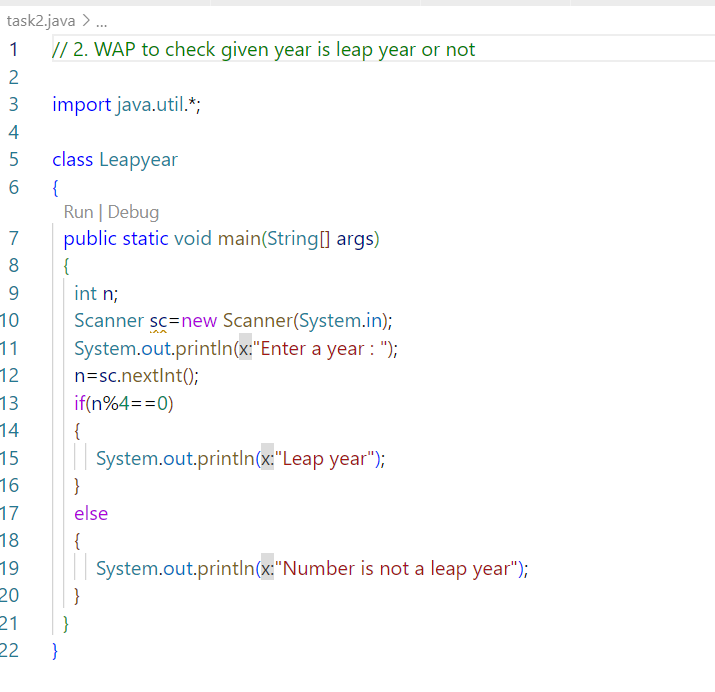 task2.java > ...
1 // 2. WAP to check given year is leap year or not
2
3 import java.util.*;
4
5 class Leapyear
6 {
Run | Debug
7 public static void main(String[] args)
8 {
9 int n;
10 Scanner sc=new Scanner(System.in);
11 System.out.println(x:"Enter a year : ");
12 n=sc.nextInt();
13 if(n%4==0)
14 {
15 System.out.println(x:"Leap year");
16 }
17 else
18 {
19 System.out.println(x:"Number is not a leap year");
20 }
21 }
22 }